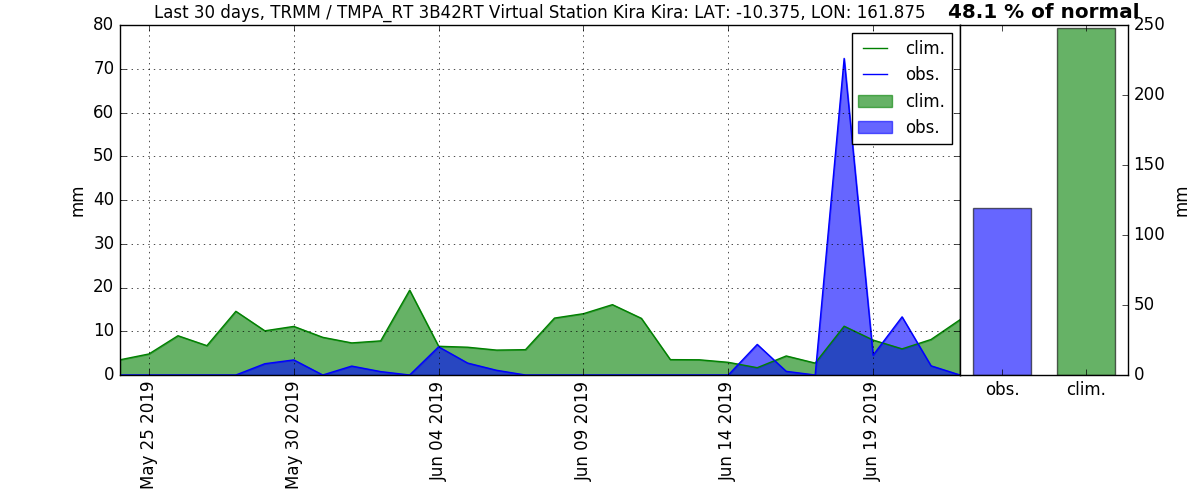 Last 30 days, TRMM / TMPA_RT 3B42RT Virtual Station Kira Kira: LAT: -10.375, LON: 161.875
48.1 % of normal
80
70
60
50
40
30
20
10
0
mm
clim.
obs.
clim.
obs.
250
200
150
100
50
0
mm
May 25 2019
May 30 2019
Jun 04 2019
Jun 09 2019
Jun 14 2019
Jun 19 2019
obs.
clim.